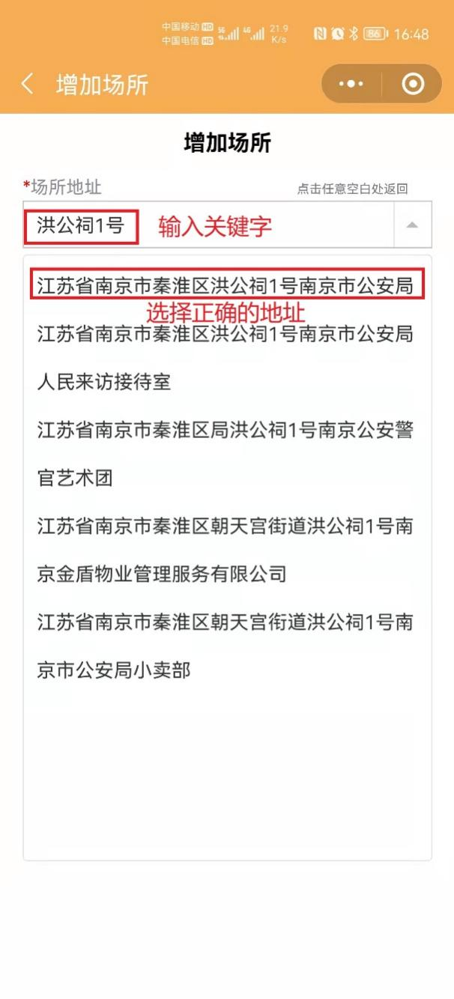 中国移动HD 5G 4G 21.9
中国电信HD K/s 86 16:48
增加场所
增加场所
*场所地址 点击任意空白处返回
洪公祠1号 输入关键字
江苏省南京市秦淮区洪公祠1号南京市公安局
选择正确的地址
江苏省南京市秦淮区洪公祠1号南京市公安局
人民来访接待室
江苏省南京市秦淮区局洪公祠1号南京公安警
官艺术团
江苏省南京市秦淮区朝天宫街道洪公祠1号南
京金盾物业管理服务有限公司
江苏省南京市秦淮区朝天宫衔道洪公祠1号南
京市公安局小卖部